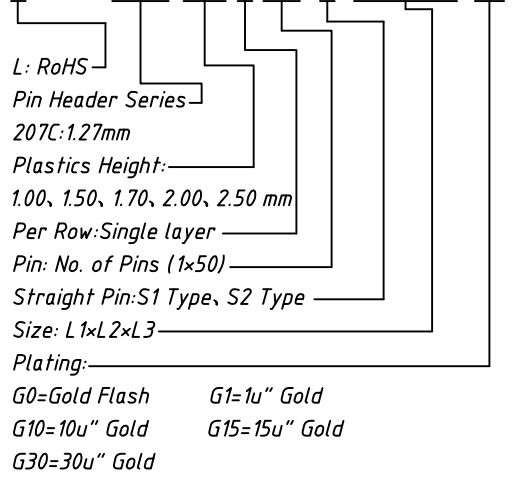 L: RoHS
Pin Header Series
207C:1.27mm
Plastics Height:
1.00、1.50、1.70、2.00、2.50 mm
Per Row:Single layer
Pin: No. of Pins (1×50)
Straight Pin:S1 Type、S2 Type
Size: L1×L2×L3
Plating:
G0=Gold Flash G1=1u" Gold
G10=10u" Gold G15=15u" Gold
G30=30u" Gold